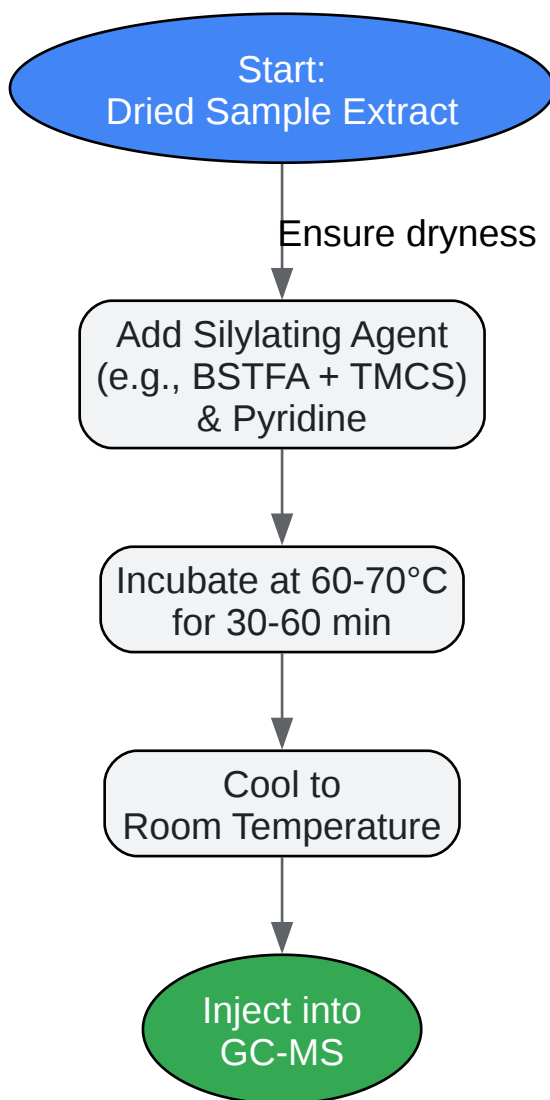 Start:
Dried Sample Extract
Ensure dryness
Add Silylating Agent
(e.g., BSTFA + TMCS)
& Pyridine
Incubate at 60-70°C
for 30-60 min
Cool to
Room Temperature
Inject into
GC-MS